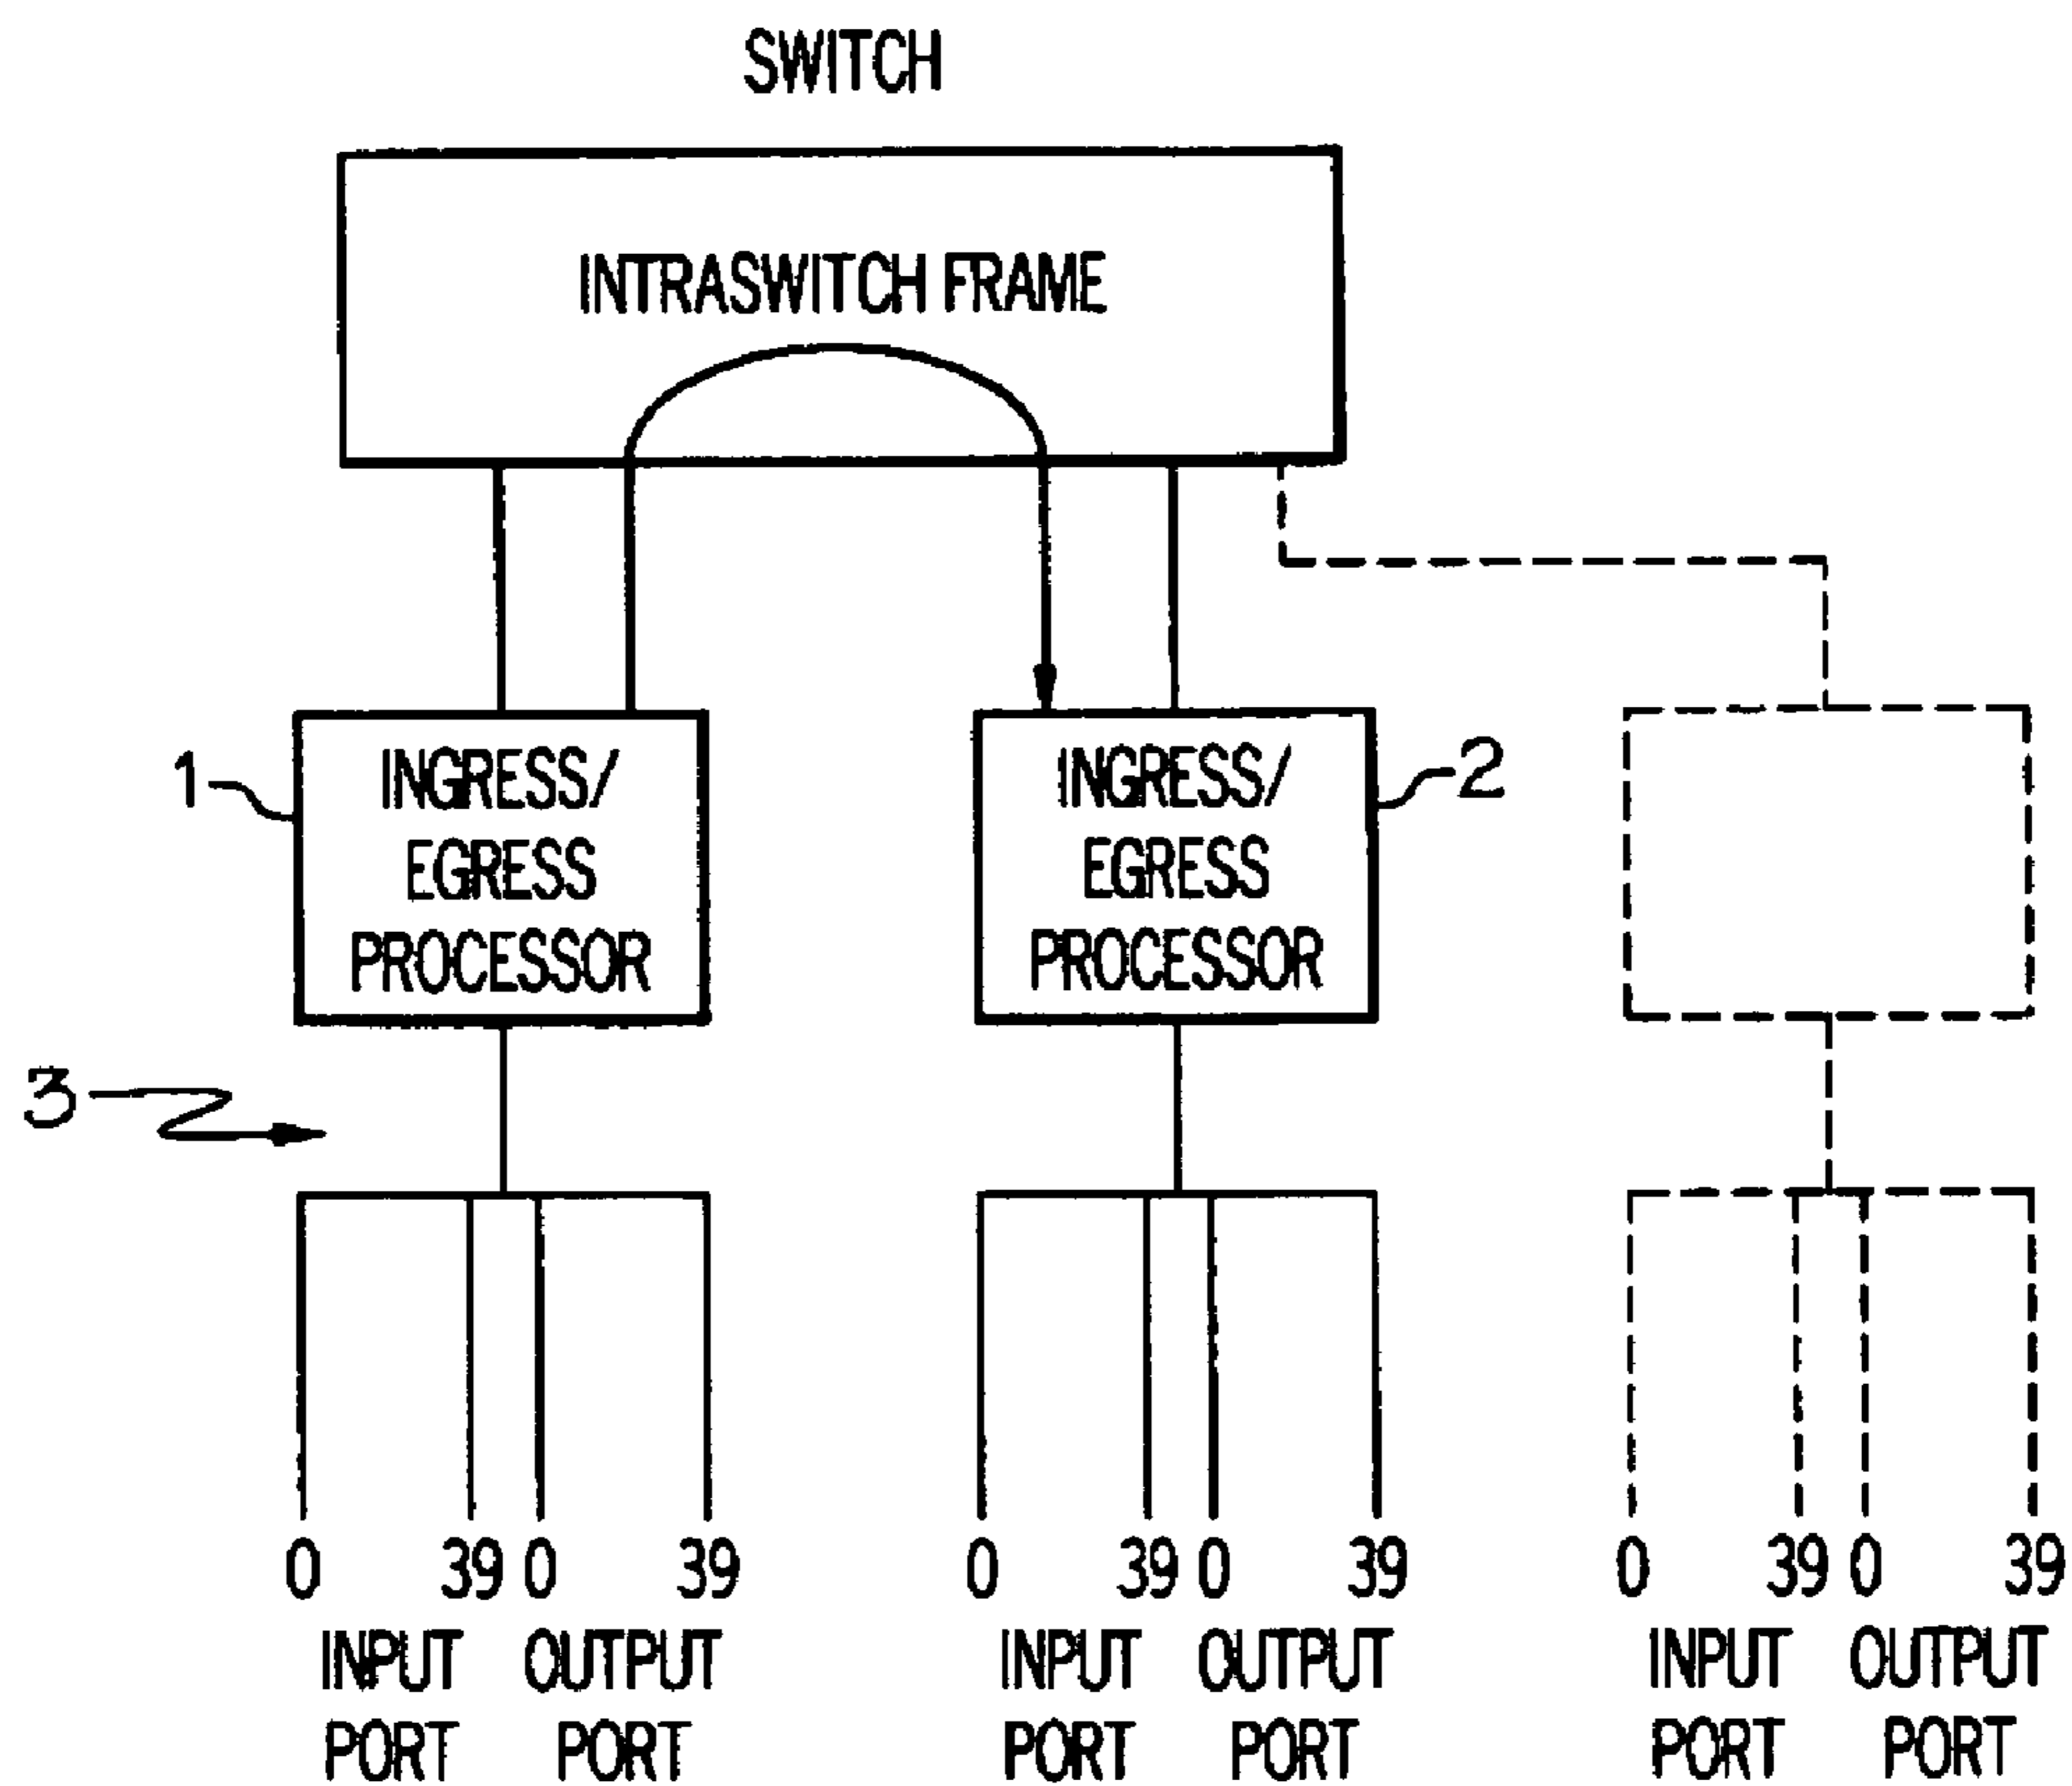 SWITCH
INTRASWITCH FRAME
1
INGRESS/
EGRESS
PROCESSOR
INGRESS/
EGRESS
PROCESSOR
2
3
0 39 0 39
INPUT PORT
OUTPUT PORT
0 39 0 39
INPUT PORT
OUTPUT PORT
0 39 0 39
INPUT PORT
OUTPUT PORT